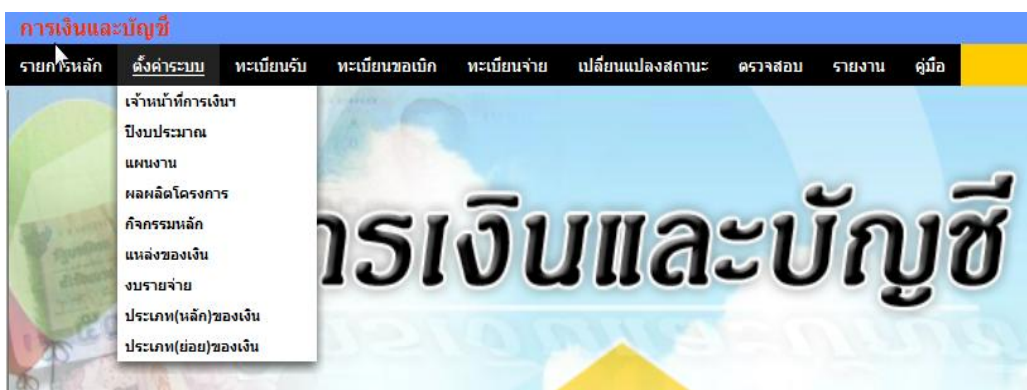 การเงินและบัญชี
รายการหลัก ตั้งค่าระบบ ทะเบียนรับ ทะเบียนขอเบิก ทะเบียนจ่าย เปลี่ยนแปลงสถานะ ตรวจสอบ รายงาน คู่มือ
เจ้าหน้าที่การเงินฯ
ปีงบประมาณ
แผนงาน
ผลผลิตโครงการ
กิจกรรมหลัก
แหล่งของเงิน
งบรายจ่าย
ประเภท(หลัก)ของเงิน
ประเภท(ย่อย)ของเงิน
ารเงินและบัญชี